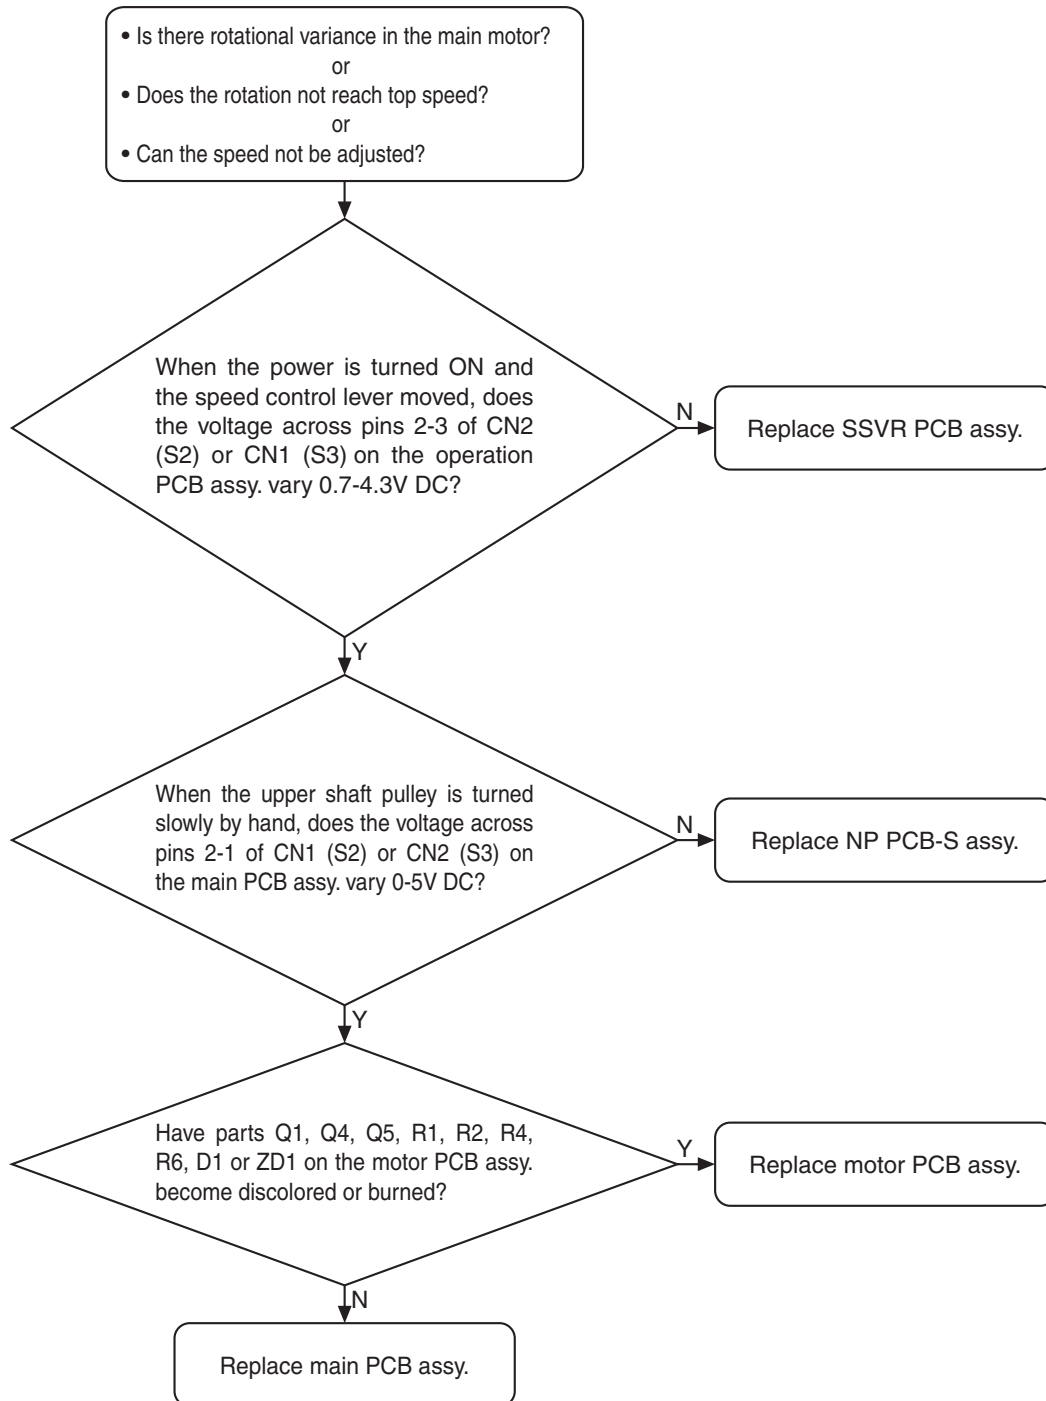 • Is there rotational variance in the main motor?
or
• Does the rotation not reach top speed?
or
• Can the speed not be adjusted?
When the power is turned ON and
the speed control lever moved, does
the voltage across pins 2-3 of CN2
(S2) or CN1 (S3) on the operation
PCB assy. vary 0.7-4.3V DC?
N
Replace SSVR PCB assy.
Y
When the upper shaft pulley is turned
slowly by hand, does the voltage across
pins 2-1 of CN1 (S2) or CN2 (S3) on
the main PCB assy. vary 0-5V DC?
N
Replace NP PCB-S assy.
Y
Have parts Q1, Q4, Q5, R1, R2, R4,
R6, D1 or ZD1 on the motor PCB assy.
become discolored or burned?
Y
Replace motor PCB assy.
N
Replace main PCB assy.